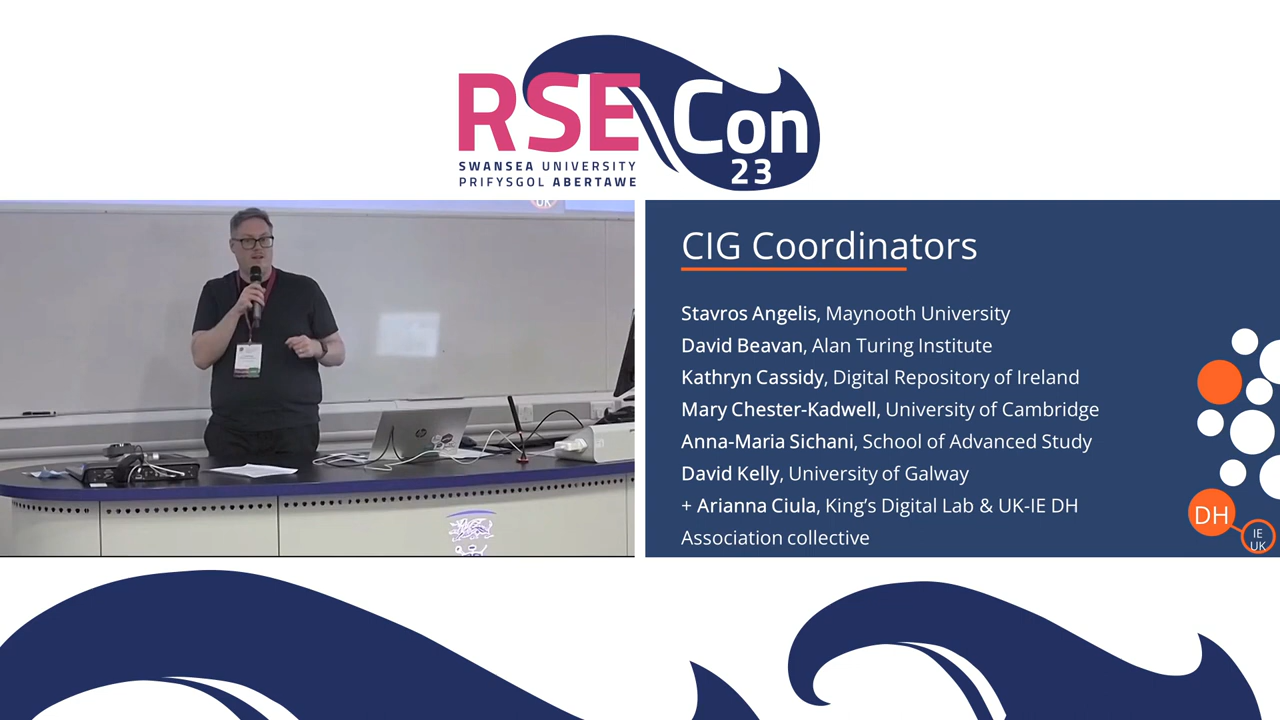 RSE Con
23
SWANSEA UNIVERSITY
PRIFYSGOL ABERTAWE
UK
hp
CIG Coordinators
Stavros Angelis, Maynooth University
David Beavan, Alan Turing Institute
Kathryn Cassidy, Digital Repository of Ireland
Mary Chester-Kadwell, University of Cambridge
Anna-Maria Sichani, School of Advanced Study
David Kelly, University of Galway
+ Arianna Ciula, King’s Digital Lab & UK-IE DH
Association collective
DH
IE
UK